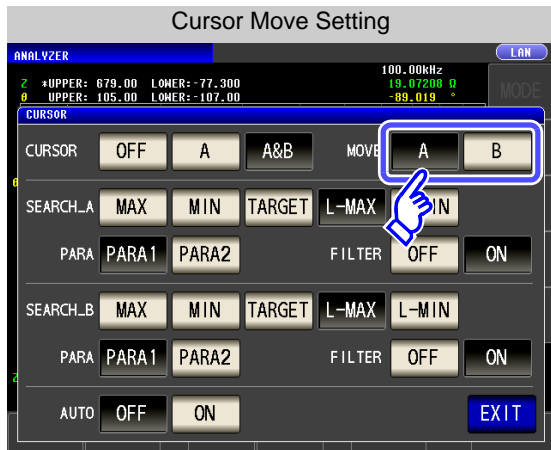 Cursor Move Setting
ANALYZER LAN
100.00kHz
Z *UPPER: 679.00 LOWER:-77.300 19.07208 Ω
θ UPPER: 105.00 LOWER:-107.00 -89.019 °
MODE
CURSOR
CURSOR OFF A A&B MOVE A B
θ
SEARCH_A MAX MIN TARGET L-MAX IN
PARA PARA1 PARA2 FILTER OFF ON
SEARCH_B MAX MIN TARGET L-MAX L-MIN
PARA PARA1 PARA2 FILTER OFF ON
Z
AUTO OFF ON EXIT